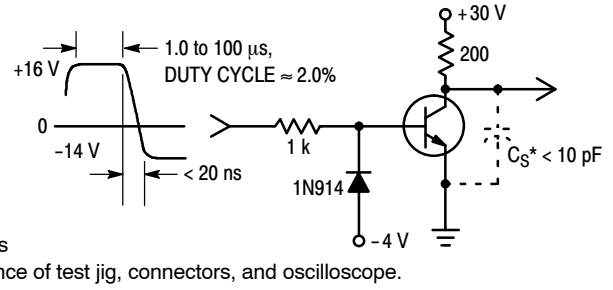 +30 V
1.0 to 100 μs,
DUTY CYCLE ≈ 2.0%
200
+16 V
0
-14 V
1 k
CS* < 10 pF
< 20 ns
1N914
-4 V
s
nce of test jig, connectors, and oscilloscope.